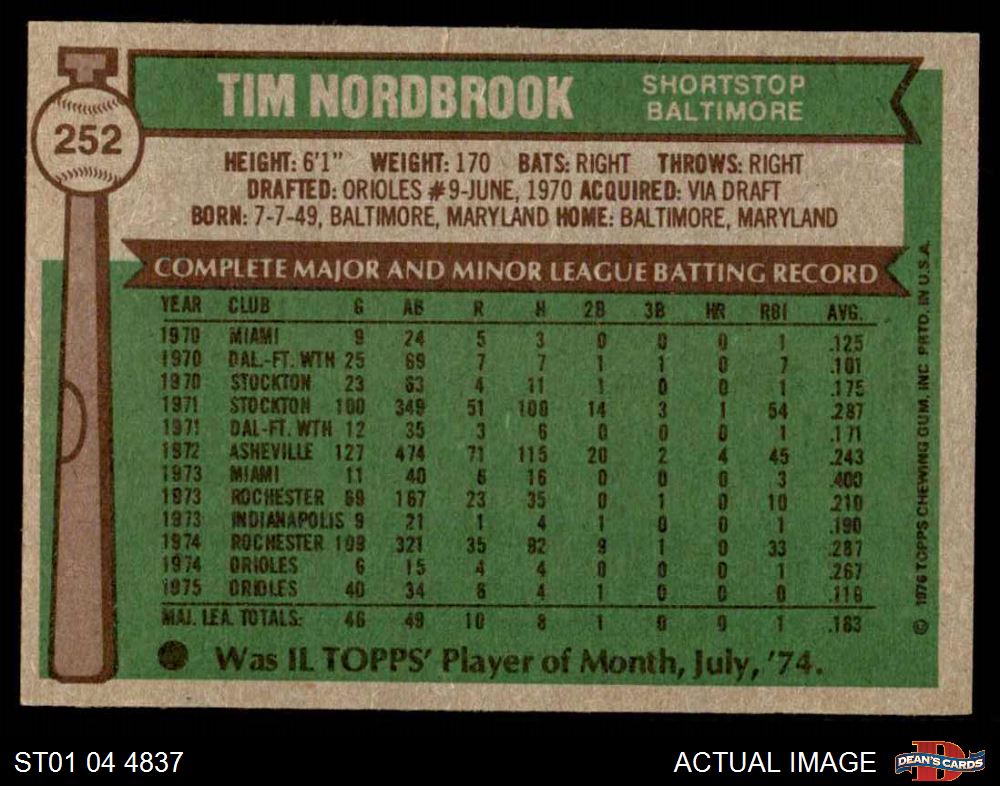 TIM NORDBROOK
SHORTSTOP
BALTIMORE
252
HEIGHT: 6'1" WEIGHT: 170 BATS: RIGHT THROWS: RIGHT
DRAFTED: ORIOLES #9-JUNE, 1970 ACQUIRED: VIA DRAFT
BORN: 7-7-49, BALTIMORE, MARYLAND HOME: BALTIMORE, MARYLAND
COMPLETE MAJOR AND MINOR LEAGUE BATTING RECORD
YEAR CLUB G AB R H 2B 3B HR RBI AVG.
1970 MIAMI 9 24 5 3 0 0 0 1 .125
1970 DAL.-FT. WTH 25 69 7 7 1 1 0 7 .101
1970 STOCKTON 23 63 4 11 1 0 0 1 .175
1971 STOCKTON 100 349 51 100 14 3 1 54 .287
1971 DAL-FT. WTH 12 35 3 6 0 0 0 1 .171
1972 ASHEVILLE 127 474 71 115 20 2 4 45 .243
1973 MIAMI 11 40 6 16 0 0 0 3 .400
1973 ROCHESTER 69 167 23 35 0 1 0 10 .210
1973 INDIANAPOLIS 9 21 1 4 1 0 0 1 .190
1974 ROCHESTER 109 321 35 92 9 1 0 33 .287
1974 ORIOLES 6 15 4 4 0 0 0 1 .267
1975 ORIOLES 40 34 6 4 1 0 0 0 .118
MAJ. LEA. TOTALS: 46 49 10 8 1 0 0 1 .163
Was IL TOPPS' Player of Month, July, '74.
© 1976 TOPPS CHEWING GUM, INC. PRTD. IN U.S.A.
ST01 04 4837
ACTUAL IMAGE
D
DEAN'S CARDS